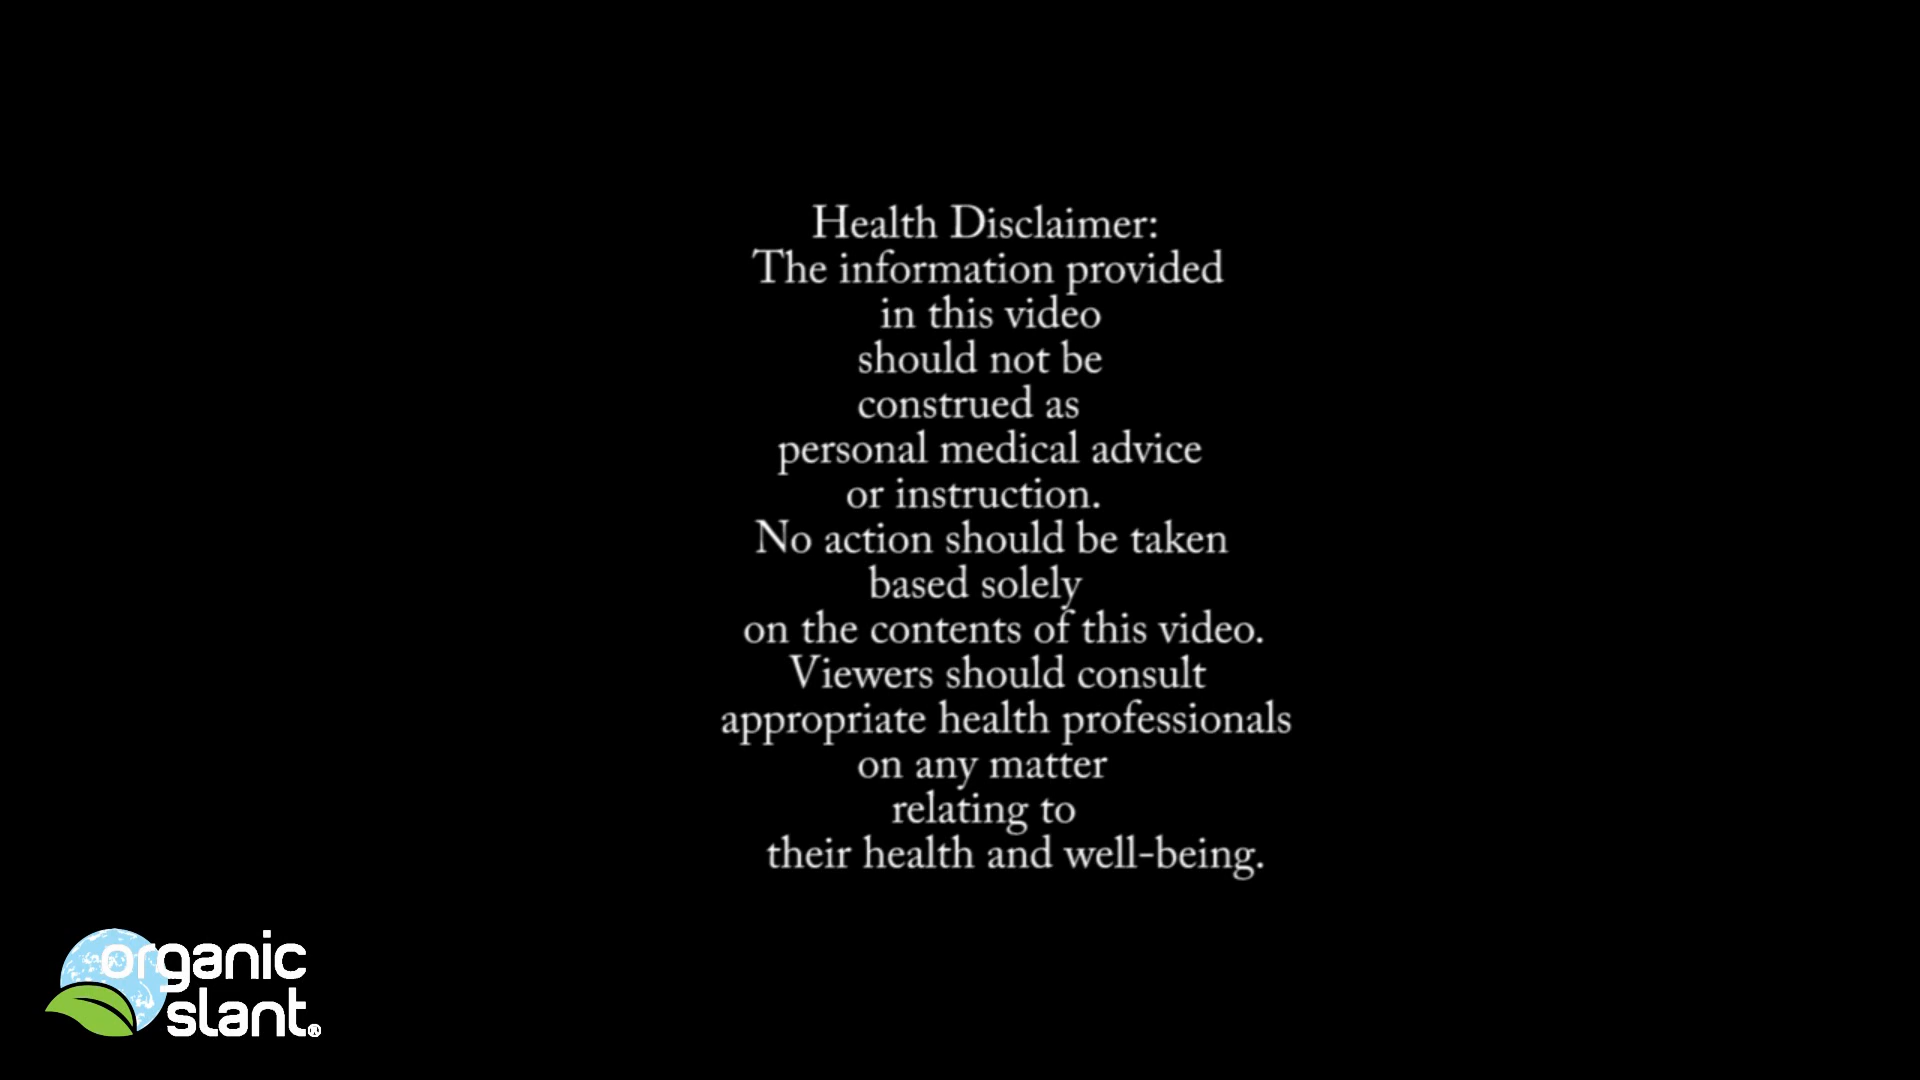 Health Disclaimer:
The information provided
in this video
should not be
construed as
personal medical advice
or instruction.
No action should be taken
based solely
on the contents of this video.
Viewers should consult
appropriate health professionals
on any matter
relating to
their health and well-being.
organic
slant.®